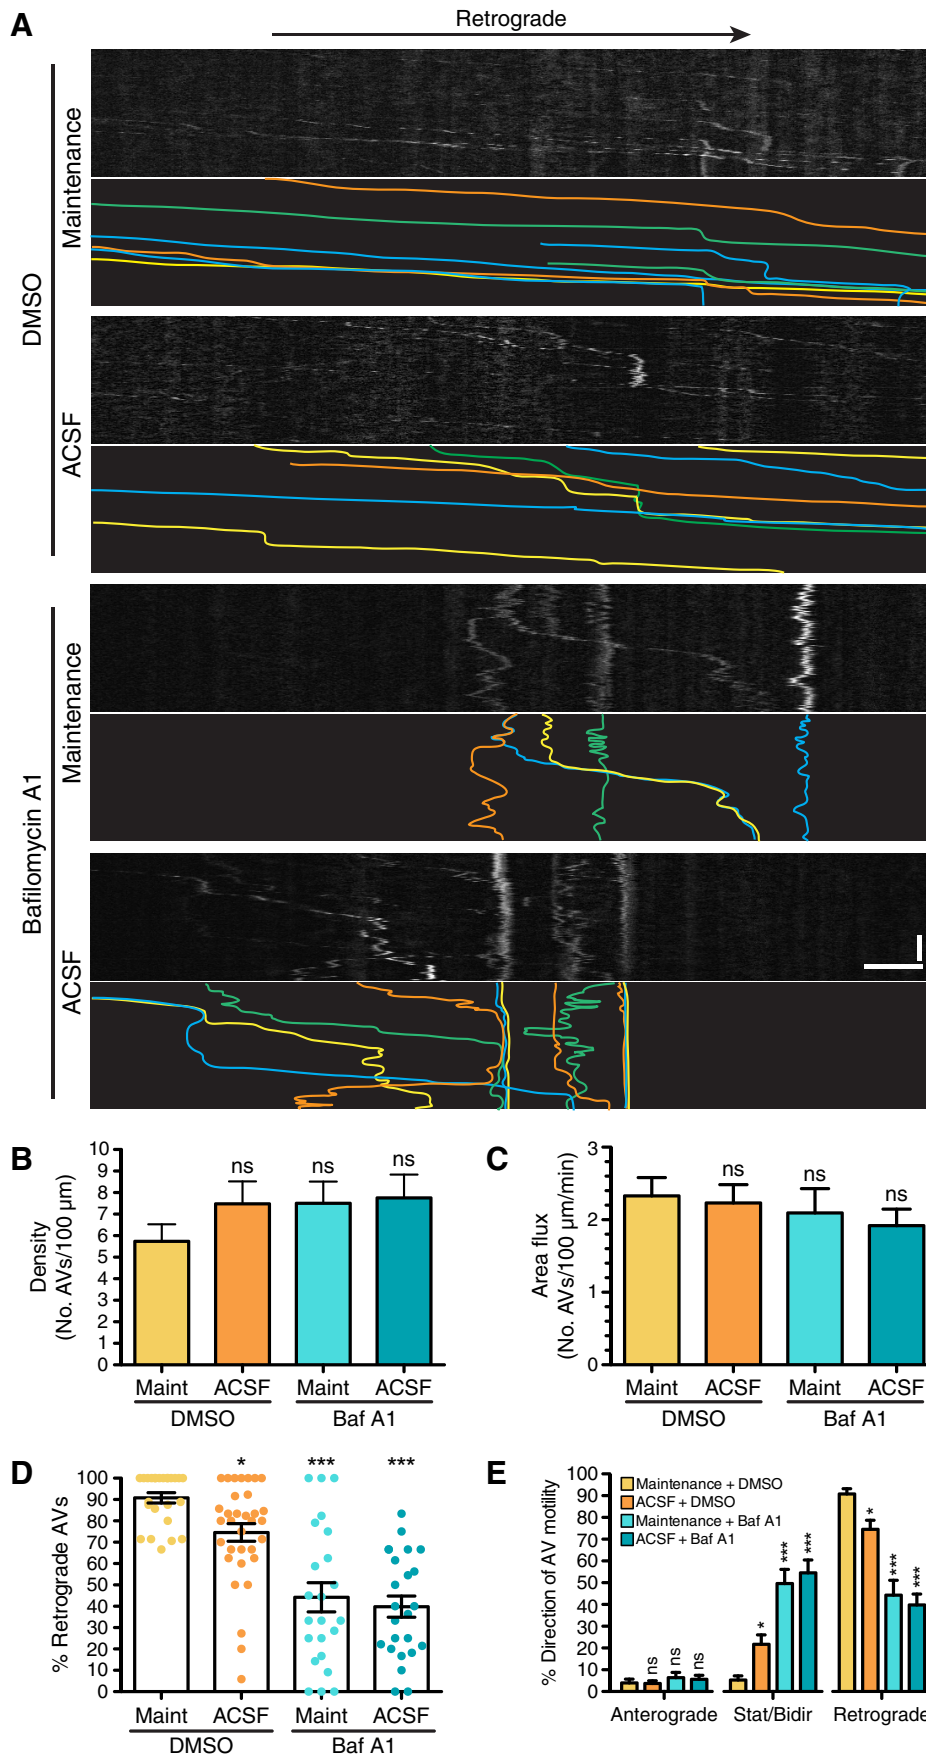 A
Retrograde
DMSO
Maintenance
ACSF
Bafilomycin A1
Maintenance
ACSF
B
Density
(No. AVs/100 µm)
10
9
8
7
6
5
4
3
2
1
0
ns
ns
ns
Maint
ACSF
Maint
ACSF
DMSO
Baf A1
C
Area flux
(No. AVs/100 µm/min)
3
2
1
0
ns
ns
ns
Maint
ACSF
Maint
ACSF
DMSO
Baf A1
D
% Retrograde AVs
100
90
80
70
60
50
40
30
20
10
0
*
***
***
Maint
ACSF
Maint
ACSF
DMSO
Baf A1
E
% Direction of AV motility
100
90
80
70
60
50
40
30
20
10
0
Maintenance + DMSO
ACSF + DMSO
Maintenance + Baf A1
ACSF + Baf A1
ns
ns
ns
*
***
***
*
***
***
Anterograde
Stat/Bidir
Retrograde